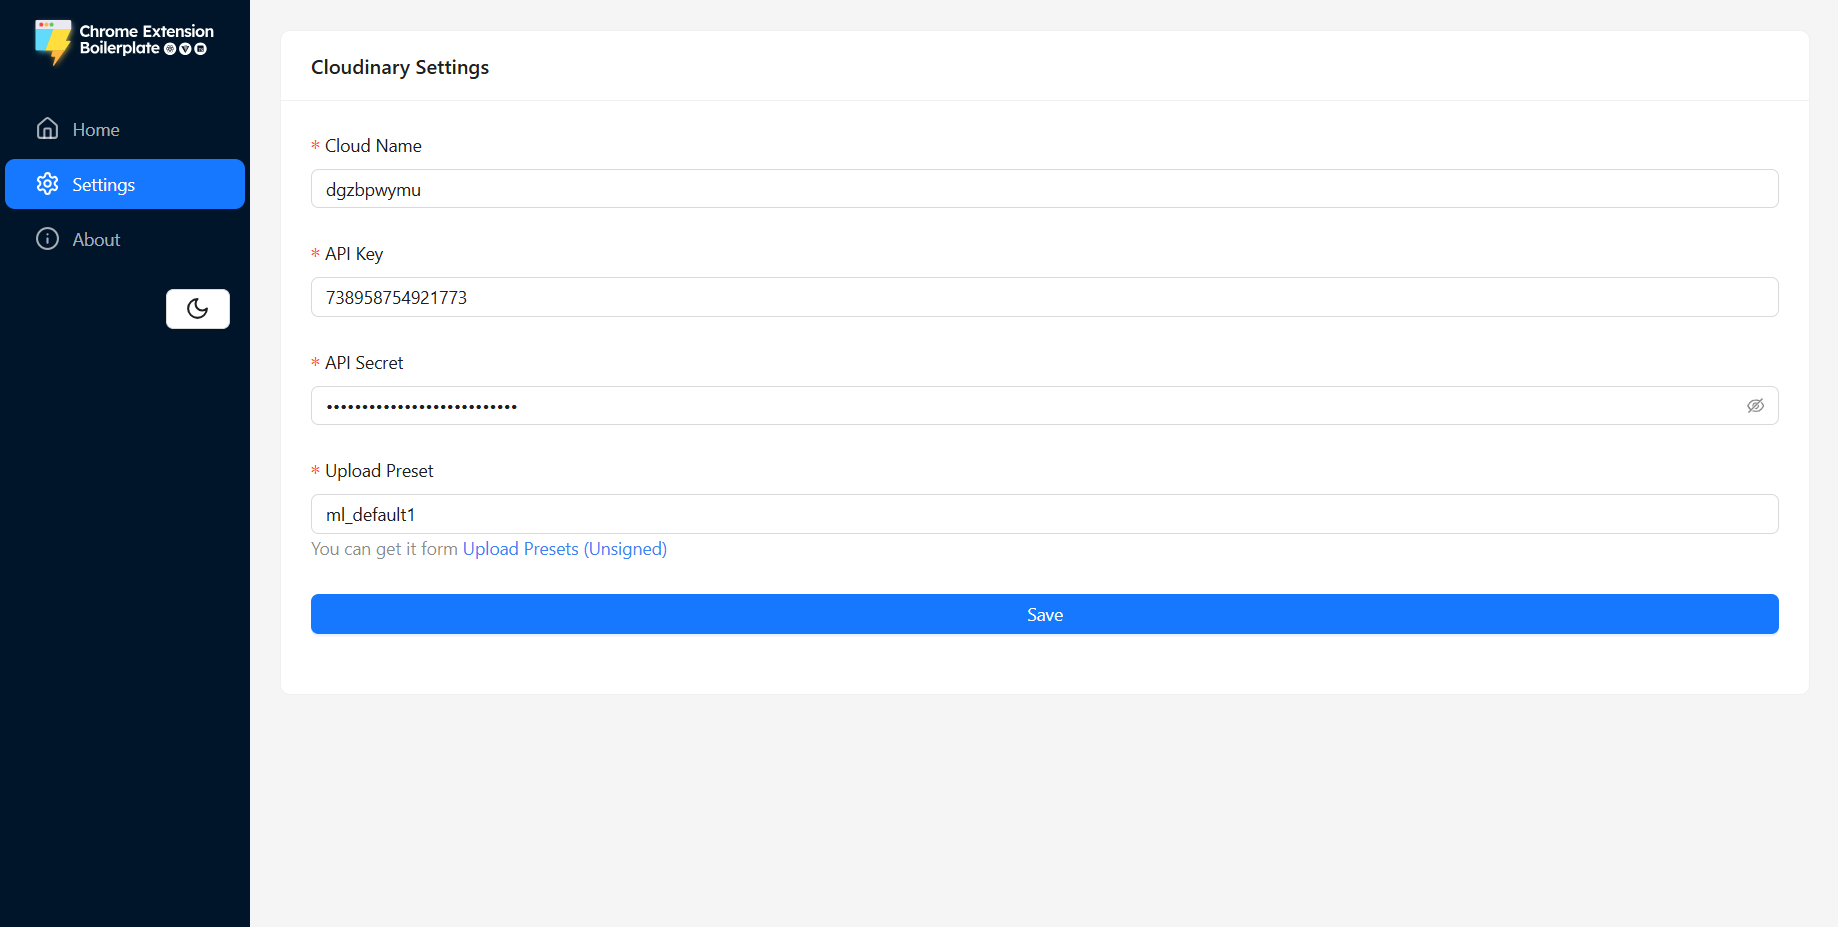 Chrome Extension
Boilerplate
Home
Settings
About
Cloudinary Settings
* Cloud Name
dgzbpwymu
* API Key
738958754921773
* API Secret
•••••••••••••••••••••••••••
* Upload Preset
ml_default1
You can get it form Upload Presets (Unsigned)
Save